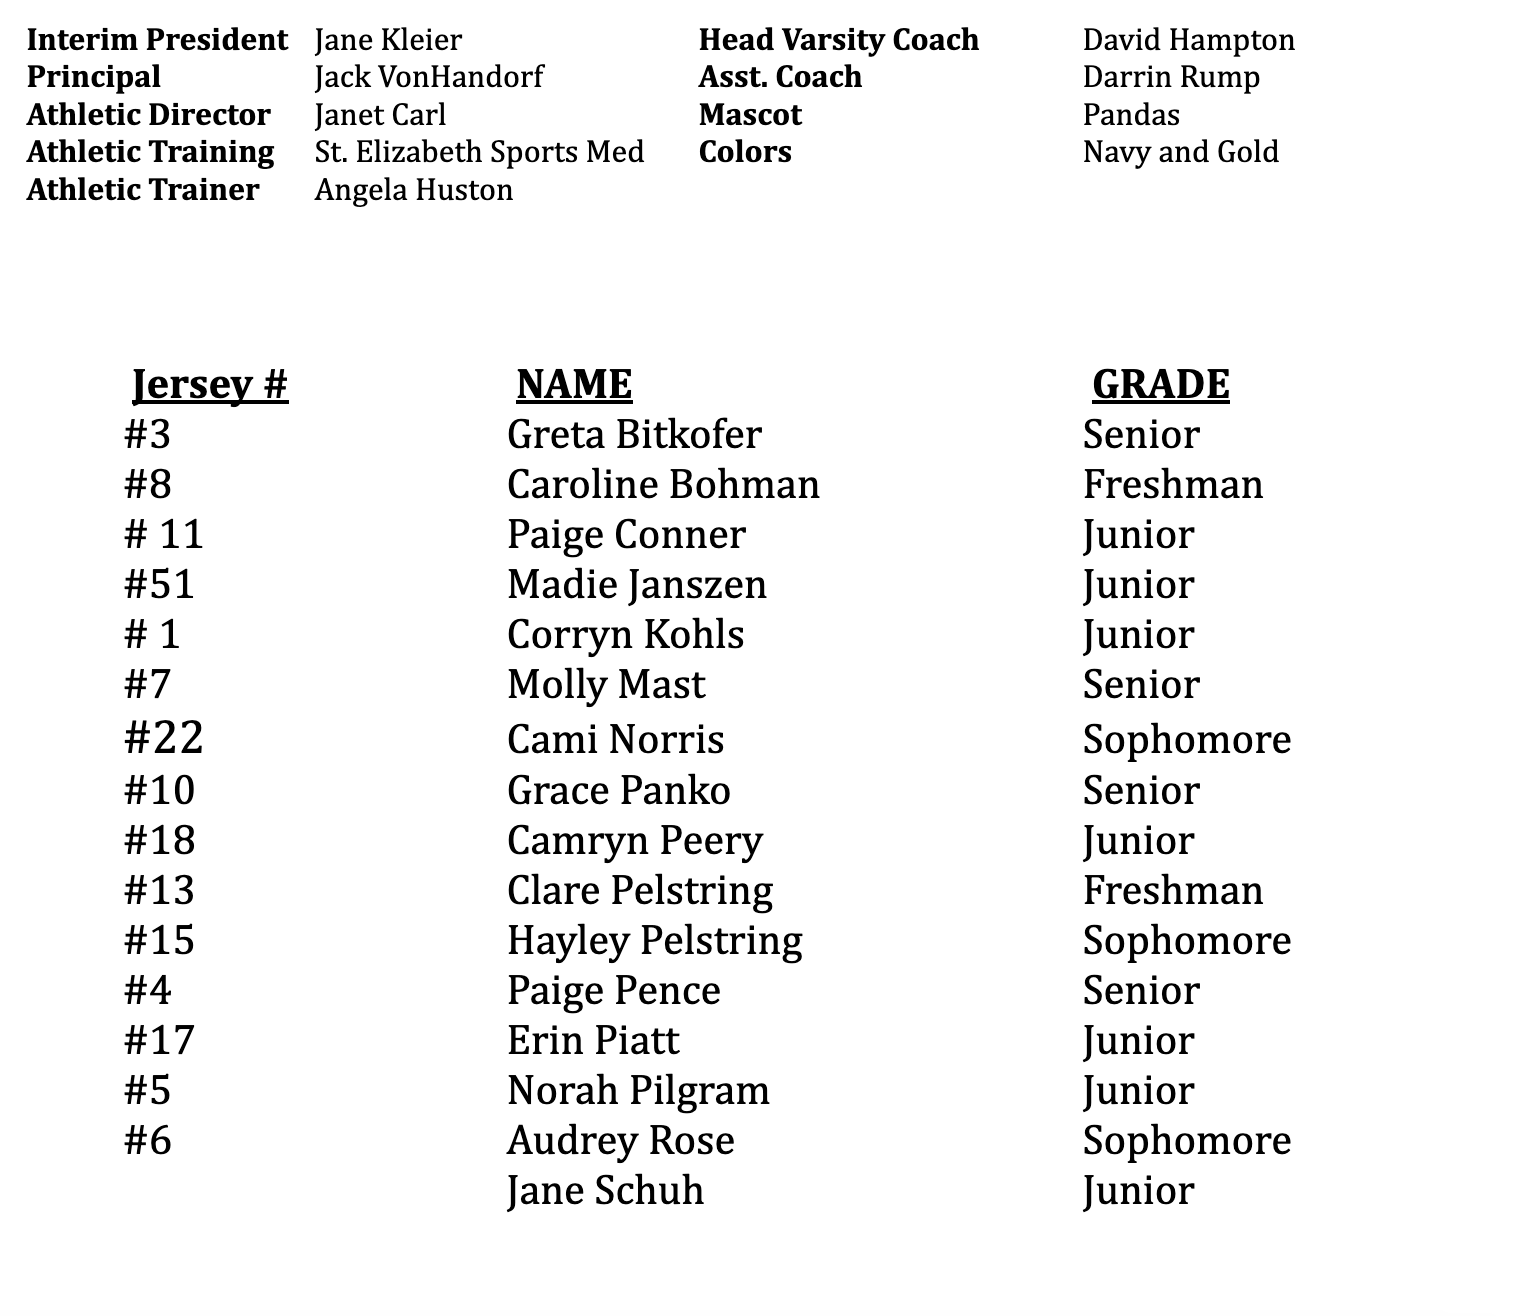 Interim President Jane Kleier Head Varsity Coach David Hampton
Principal Jack VonHandorf Asst. Coach Darrin Rump
Athletic Director Janet Carl Mascot Pandas
Athletic Training St. Elizabeth Sports Med Colors Navy and Gold
Athletic Trainer Angela Huston
Jersey # NAME GRADE
#3 Greta Bitkofer Senior
#8 Caroline Bohman Freshman
# 11 Paige Conner Junior
#51 Madie Janszen Junior
# 1 Corryn Kohls Junior
#7 Molly Mast Senior
#22 Cami Norris Sophomore
#10 Grace Panko Senior
#18 Camryn Peery Junior
#13 Clare Pelstring Freshman
#15 Hayley Pelstring Sophomore
#4 Paige Pence Senior
#17 Erin Piatt Junior
#5 Norah Pilgram Junior
#6 Audrey Rose Sophomore
Jane Schuh Junior